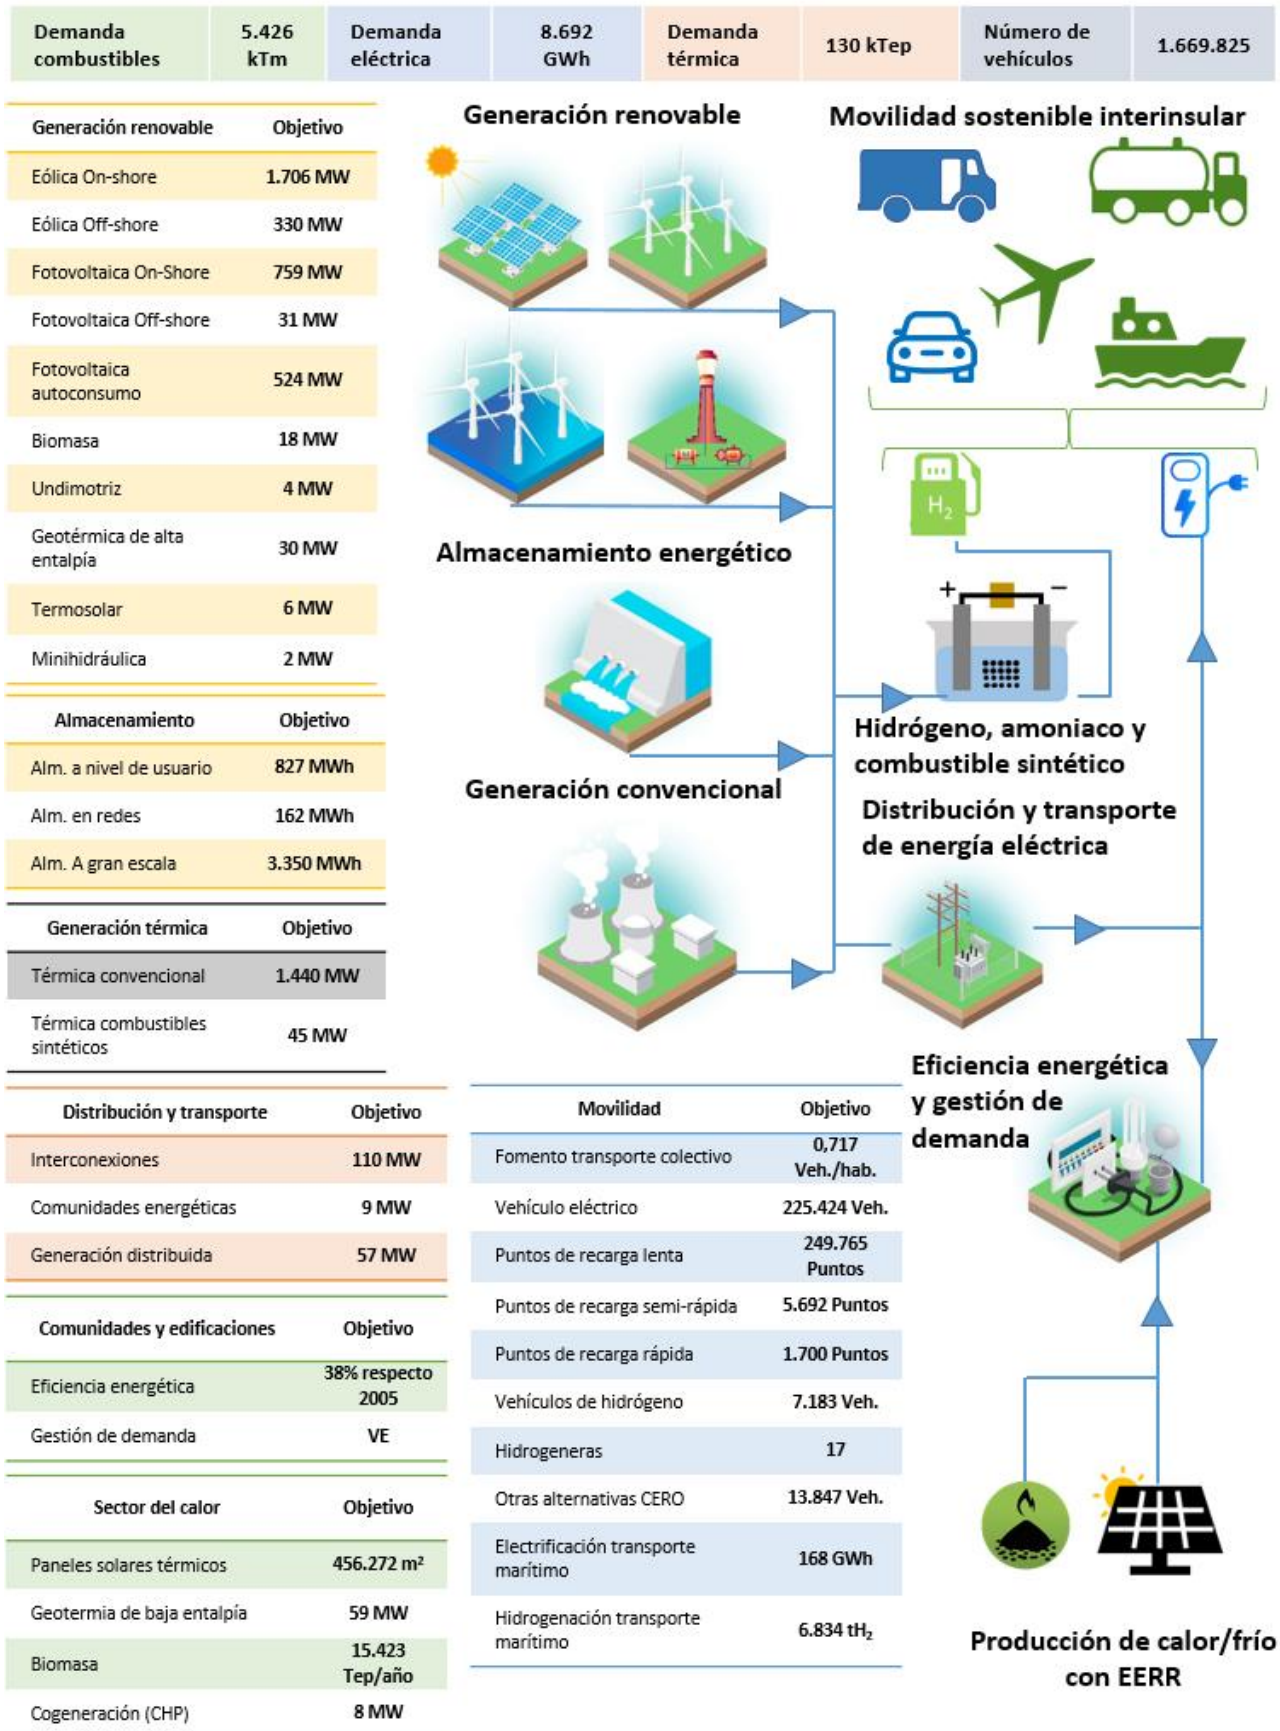 Demanda combustibles 5.426 kTm Demanda eléctrica 8.692 GWh Demanda térmica 130 kTep Número de vehículos 1.669.825
Generación renovable Objetivo
Eólica On-shore 1.706 MW
Eólica Off-shore 330 MW
Fotovoltaica On-Shore 759 MW
Fotovoltaica Off-shore 31 MW
Fotovoltaica autoconsumo 524 MW
Biomasa 18 MW
Undimotriz 4 MW
Geotérmica de alta entalpía 30 MW
Termosolar 6 MW
Minihidráulica 2 MW
Almacenamiento Objetivo
Alm. a nivel de usuario 827 MWh
Alm. en redes 162 MWh
Alm. A gran escala 3.350 MWh
Generación térmica Objetivo
Térmica convencional 1.440 MW
Térmica combustibles sintéticos 45 MW
Distribución y transporte Objetivo
Interconexiones 110 MW
Comunidades energéticas 9 MW
Generación distribuida 57 MW
Comunidades y edificaciones Objetivo
Eficiencia energética 38% respecto 2005
Gestión de demanda VE
Sector del calor Objetivo
Paneles solares térmicos 456.272 m²
Geotermia de baja entalpía 59 MW
Biomasa 15.423 Tep/año
Cogeneración (CHP) 8 MW
Movilidad Objetivo
Fomento transporte colectivo 0,717 Veh./hab.
Vehículo eléctrico 225.424 Veh.
Puntos de recarga lenta 249.765 Puntos
Puntos de recarga semi-rápida 5.692 Puntos
Puntos de recarga rápida 1.700 Puntos
Vehículos de hidrógeno 7.183 Veh.
Hidrogeneras 17
Otras alternativas CERO 13.847 Veh.
Electrificación transporte marítimo 168 GWh
Hidrogenación transporte marítimo 6.834 tH₂
Generación renovable
Movilidad sostenible interinsular
H₂
Almacenamiento energético
+ −
Hidrógeno, amoniaco y
combustible sintético
Generación convencional
Distribución y transporte
de energía eléctrica
Eficiencia energética
y gestión de
demanda
Producción de calor/frío
con EERR